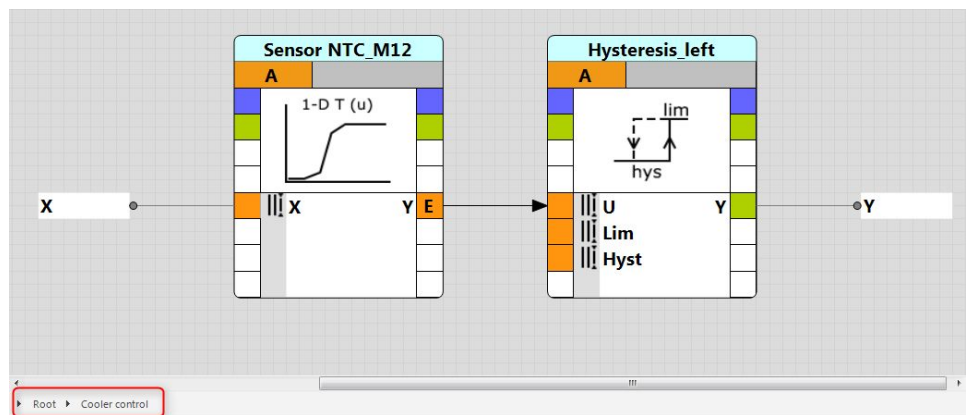 Sensor NTC_M12
A
1-D T (u)
X
X Y E
Hysteresis_left
A
lim
hys
U Y
Lim
Hyst
Y
Root Cooler control